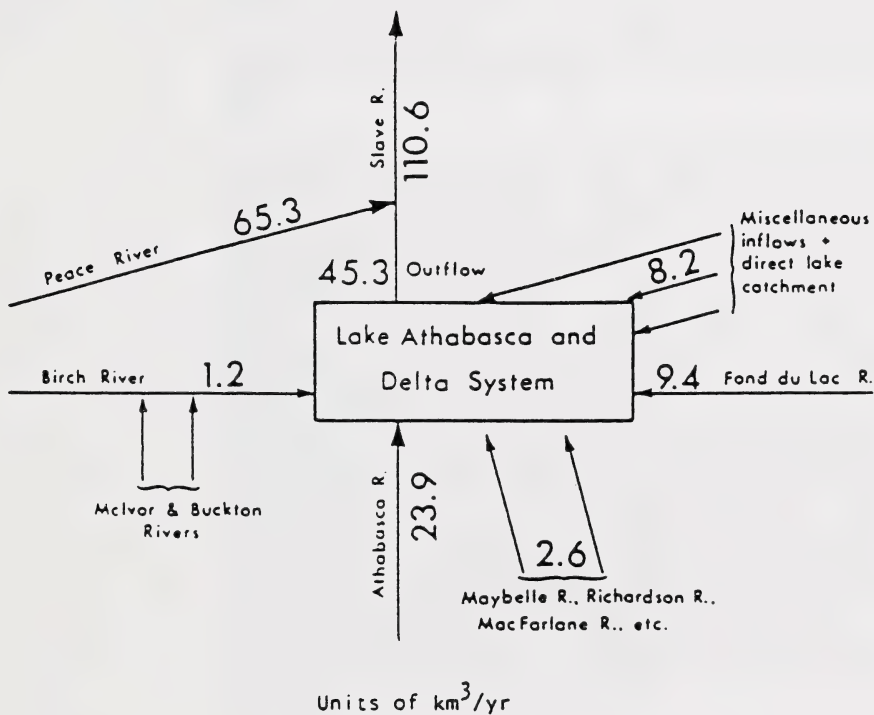 Slave R.
110.6
Peace River
65.3
45.3 Outflow
Miscellaneous
inflows +
direct lake
catchment
8.2
Lake Athabasca and
Delta System
Birch River 1.2
9.4 Fond du Lac R.
McIvor & Buckton
Rivers
Athabasca R.
23.9
2.6
Maybelle R., Richardson R.,
MacFarlane R., etc.
Units of km³/yr